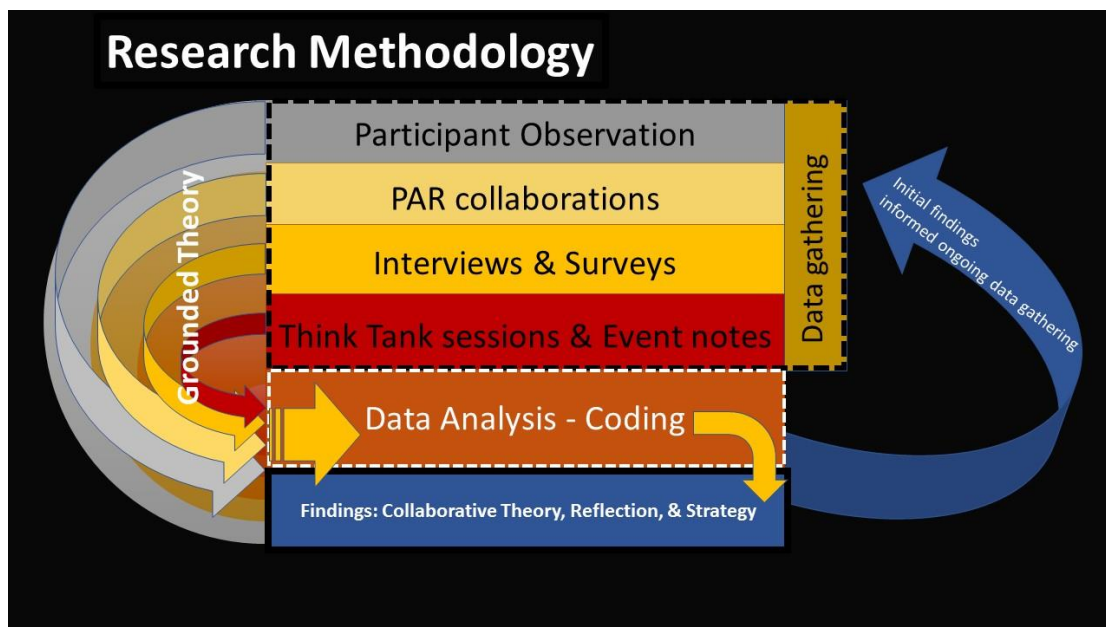 Research Methodology
Participant Observation
PAR collaborations
Interviews & Surveys
Think Tank sessions & Event notes
Data gathering
Grounded Theory
Data Analysis - Coding
Findings: Collaborative Theory, Reflection, & Strategy
Initial findings
informed ongoing data gathering